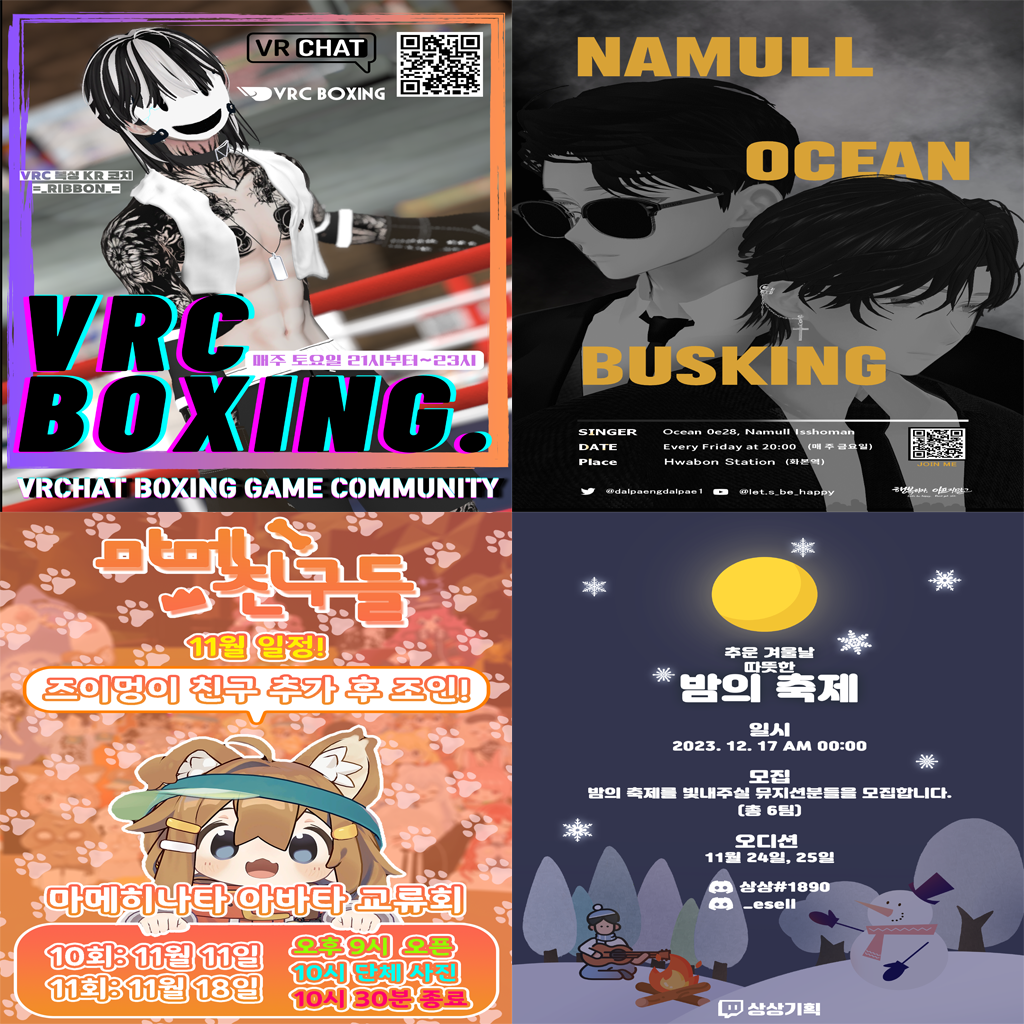 VRCHAT
VRC BOXING
VRC 복싱 KR 코치
=_RIBBON_=
VRC
매주 토요일 21시부터~23시
BOXING.
VRCHAT BOXING GAME COMMUNITY
NAMULL
OCEAN
BUSKING
SINGER Ocean 0e28, Namull Isshoman
DATE Every Friday at 20:00 (매 주 금요일)
Place Hwabon Station (화본역)
JOIN ME
@dalpaengdalpae1 @let.s_be_happy
마메친구들
11월 일정!
즈이멍이 친구 추가 후 조인!
마메히나타 아바타 교류회
10회: 11월 11일
11회: 11월 18일
오후 9시 오픈
10시 단체 사진
10시 30분 종료
추운 겨울날
따뜻한
밤의 축제
일시
2023. 12. 17 AM 00:00
모집
밤의 축제를 빛내주실 뮤지션분들을 모집합니다.
(총 6팀)
오디션
11월 24일, 25일
상상#1890
_esell
상상기획